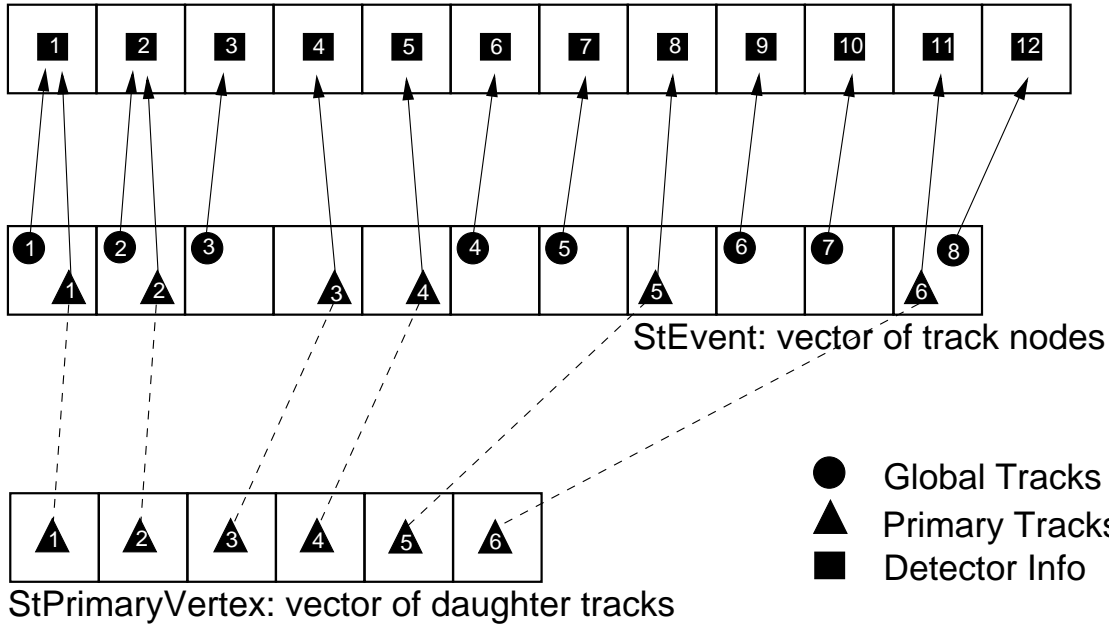 1 2 3 4 5 6 7 8 9 10 11 12
1 2 3 4 5 6 7 8
1 2 3 4 5 6
StEvent: vector of track nodes
Global Tracks
1 2 3 4 5 6
Primary Tracks
Detector Info
StPrimaryVertex: vector of daughter tracks